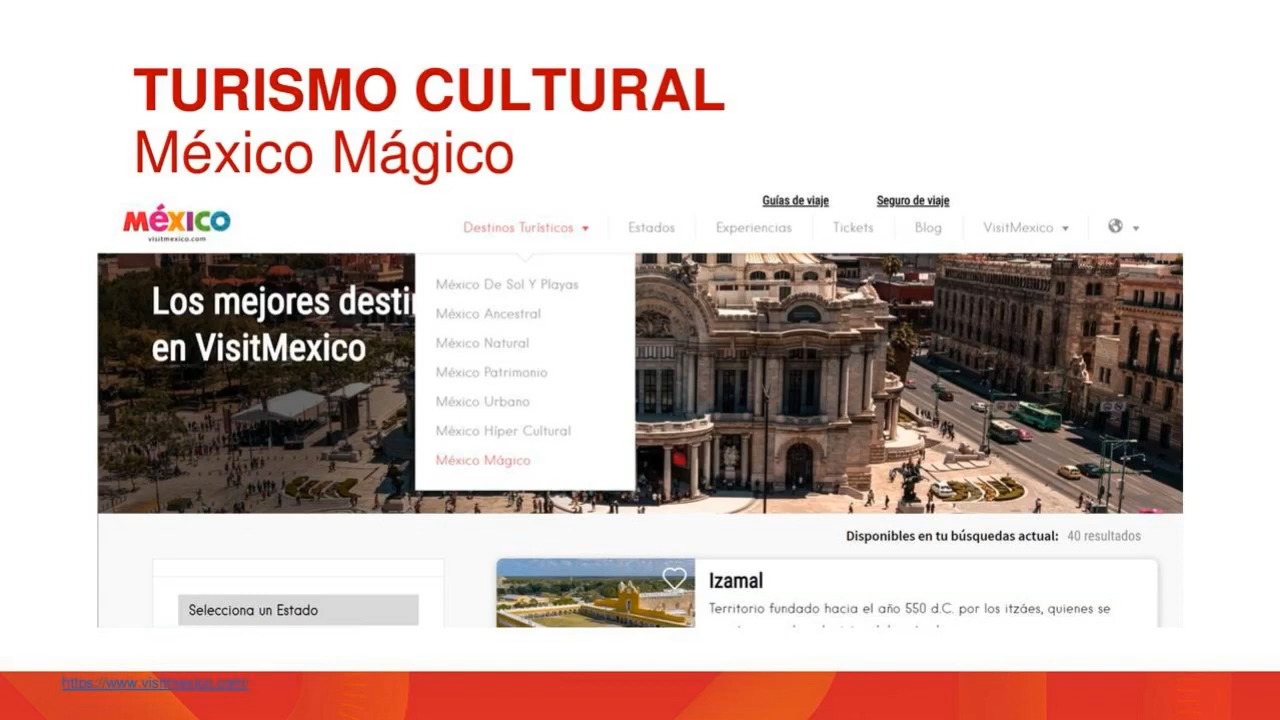 TURISMO CULTURAL
México Mágico
Guías de viaje Seguro de viaje
México
visitmexico.com
Destinos Turísticos Estados Experiencias Tickets Blog VisitMexico
Los mejores desti
en VisitMexico
México De Sol Y Playas
México Ancestral
México Natural
México Patrimonio
México Urbano
México Híper Cultural
México Mágico
Disponibles en tu búsquedas actual: 40 resultados
Selecciona un Estado
Izamal
Territorio fundado hacia el año 550 d.C. por los itzáes, quienes se
https://www.visitmexico.com/